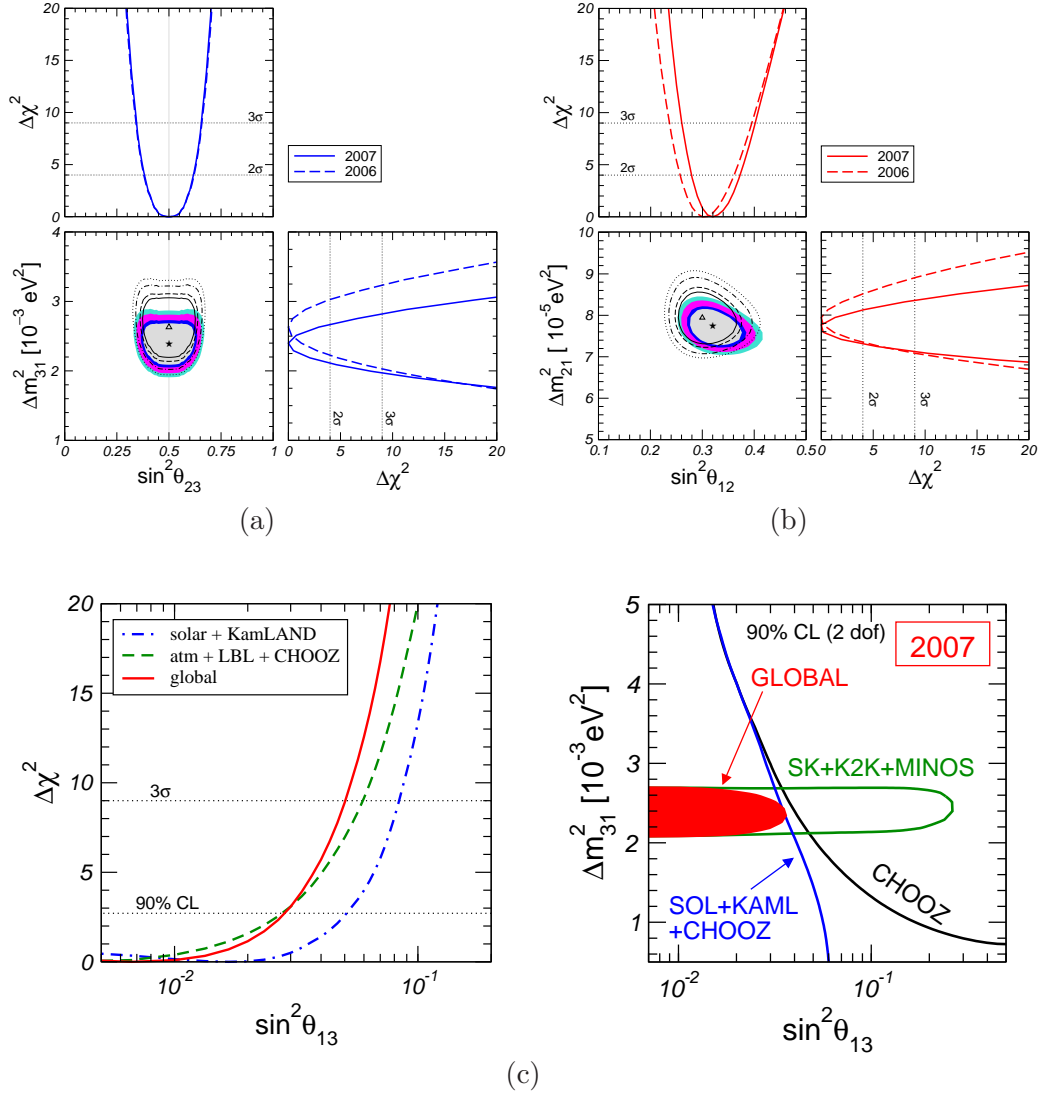 20
15
10
5
0
Δχ²
3σ
2σ
2007
2006
4
3
2
1
Δm²₃₁ [10⁻³ eV²]
0 0.25 0.5 0.75 1
sin²θ₂₃
2σ
3σ
0 5 10 15 20
Δχ²
(a)
20
15
10
5
0
Δχ²
3σ
2σ
2007
2006
10
9
8
7
6
5
Δm²₂₁ [ 10⁻⁵ eV²]
0.1 0.2 0.3 0.4 0.5
sin²θ₁₂
2σ
3σ
0 5 10 15 20
Δχ²
(b)
20
15
10
5
0
Δχ²
solar + KamLAND
atm + LBL + CHOOZ
global
3σ
90% CL
10⁻² 10⁻¹
sin²θ₁₃
5
4
3
2
1
Δm²₃₁ [10⁻³ eV²]
90% CL (2 dof)
2007
GLOBAL
SK+K2K+MINOS
SOL+KAML
+CHOOZ
CHOOZ
10⁻² 10⁻¹
sin²θ₁₃
(c)